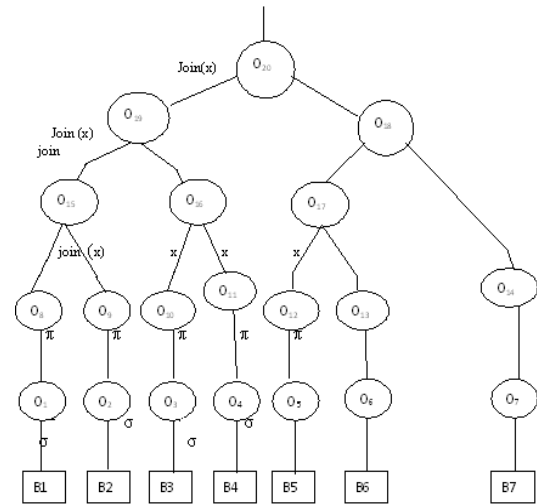 Join(x) O20
O19 O18
Join (x)
join
O15 O16 O17
join (x) x x x
O8 O9 O10 O11 O12 O13 O14
π π π π π
O1 O2 O3 O4 O5 O6 O7
σ σ σ σ
B1 B2 B3 B4 B5 B6 B7